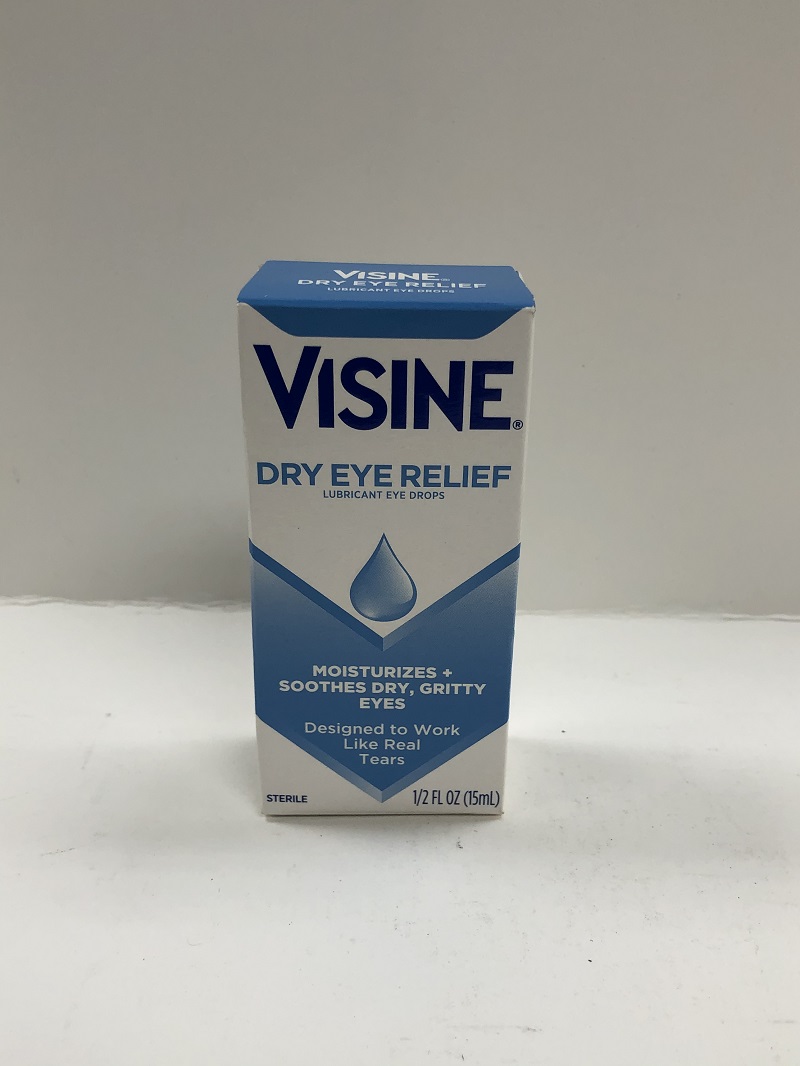 VISINE®
DRY EYE RELIEF
LUBRICANT EYE DROPS
VISINE®
DRY EYE RELIEF
LUBRICANT EYE DROPS
MOISTURIZES +
SOOTHES DRY, GRITTY
EYES
Designed to Work
Like Real
Tears
STERILE
1/2 FL OZ (15mL)